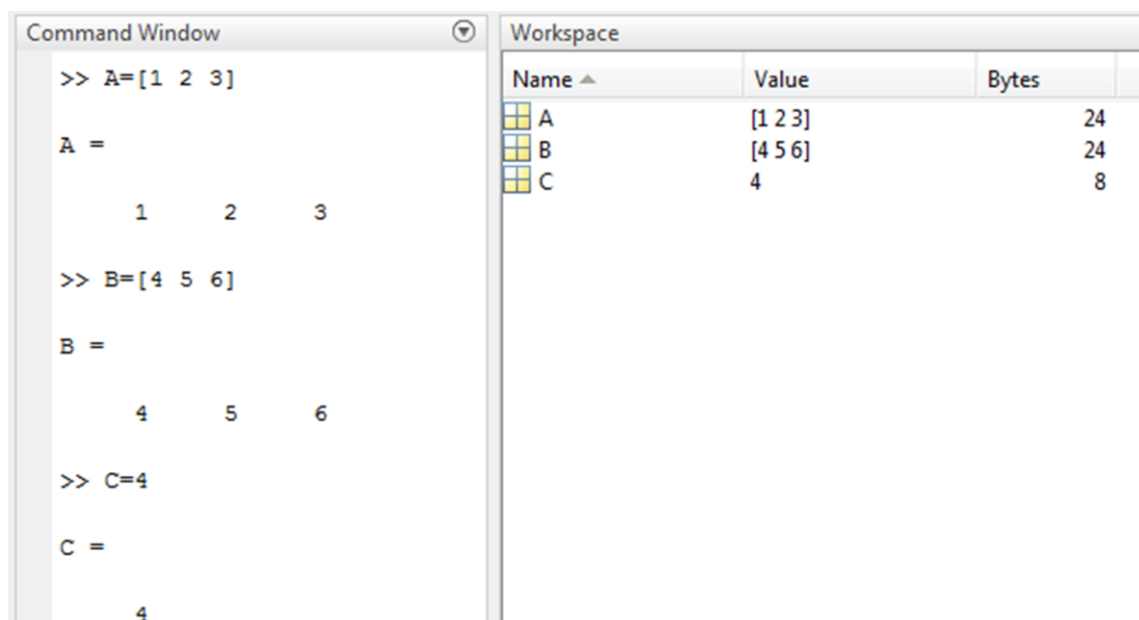 Command Window
>> A=[1 2 3]
A =
1 2 3
>> B=[4 5 6]
B =
4 5 6
>> C=4
C =
4
Workspace
Name Value Bytes
A [1 2 3] 24
B [4 5 6] 24
C 4 8